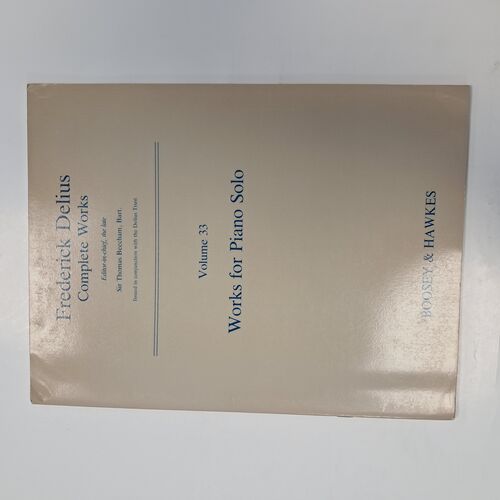 Frederick Delius
Complete Works
Editor-in-chief, the late
Sir Thomas Beecham, Bart.
Issued in conjunction with the Delius Trust
Volume 33
Works for Piano Solo
BOOSEY & HAWKES